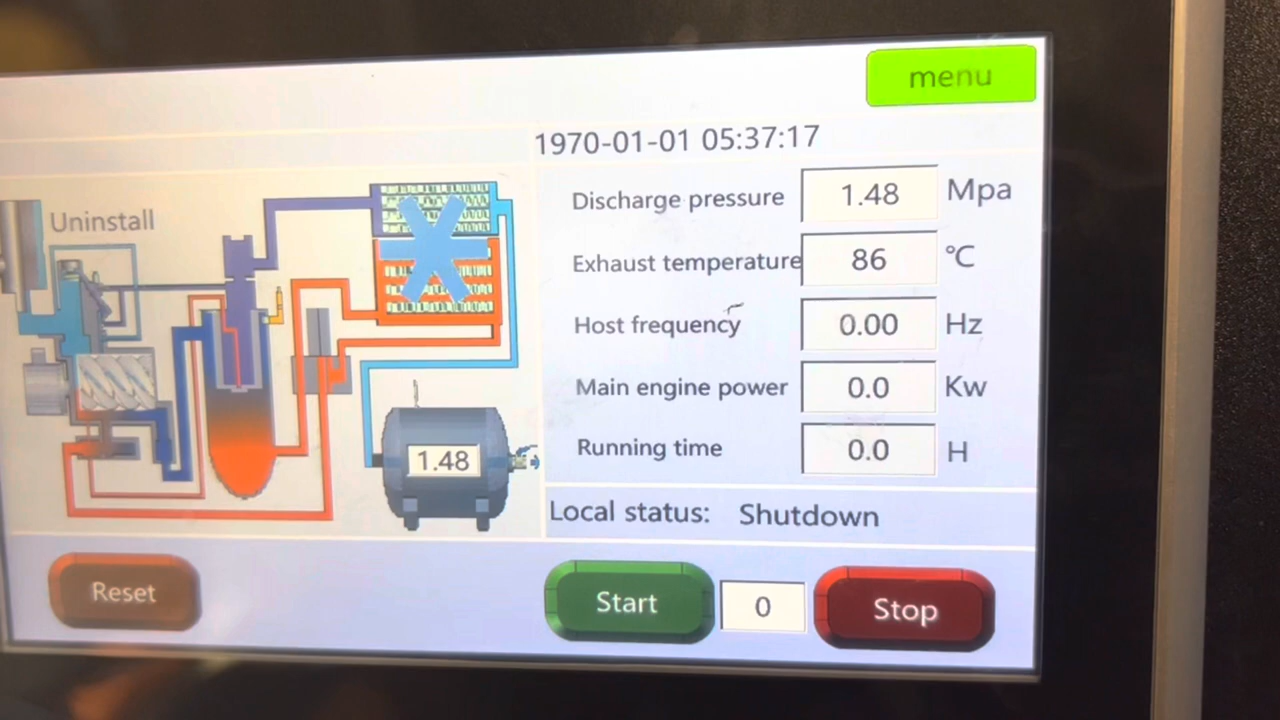 menu
1970-01-01 05:37:17
Uninstall
Discharge pressure 1.48 Mpa
Exhaust temperature 86 °C
Host frequency 0.00 Hz
Main engine power 0.0 Kw
Running time 0.0 H
1.48
Local status: Shutdown
Reset
Start 0 Stop